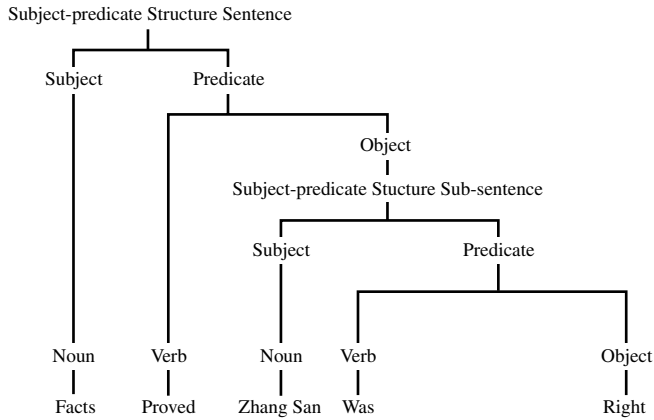 Subject-predicate Structure Sentence
Subject Predicate
Object
Subject-predicate Stucture Sub-sentence
Subject Predicate
Noun Verb Noun Verb Object
Facts Proved Zhang San Was Right